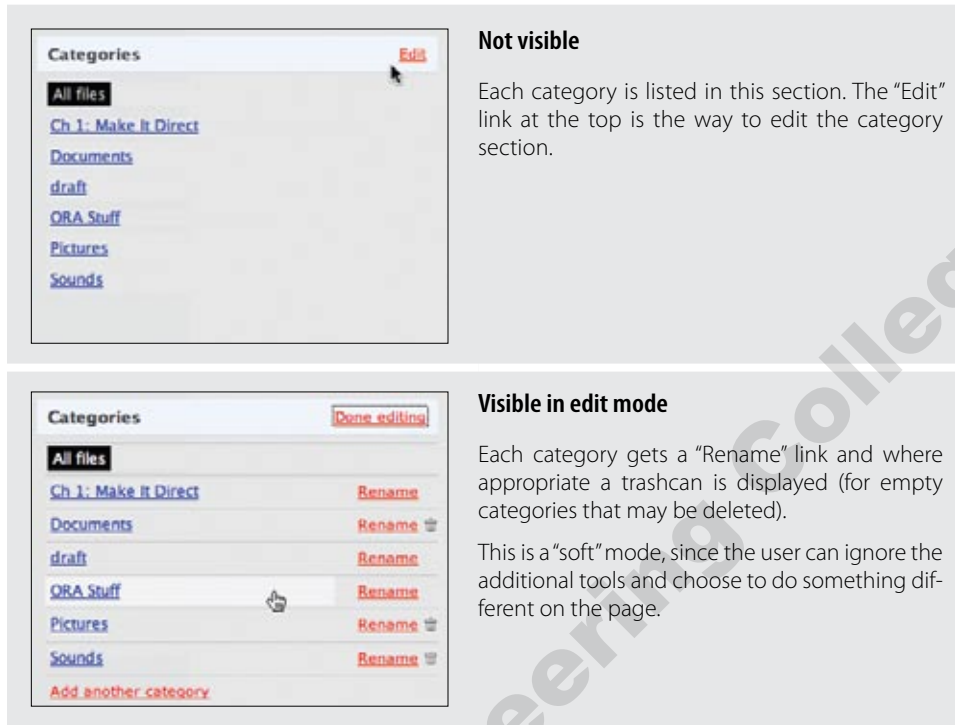 Categories Edit
All files
Ch 1: Make It Direct
Documents
draft
ORA Stuff
Pictures
Sounds
Not visible
Each category is listed in this section. The “Edit”
link at the top is the way to edit the category
section.
Categories Done editing
All files
Ch 1: Make It Direct Rename
Documents Rename
draft Rename
ORA Stuff Rename
Pictures Rename
Sounds Rename
Add another category
Visible in edit mode
Each category gets a “Rename” link and where
appropriate a trashcan is displayed (for empty
categories that may be deleted).
This is a “soft” mode, since the user can ignore the
additional tools and choose to do something dif-
ferent on the page.